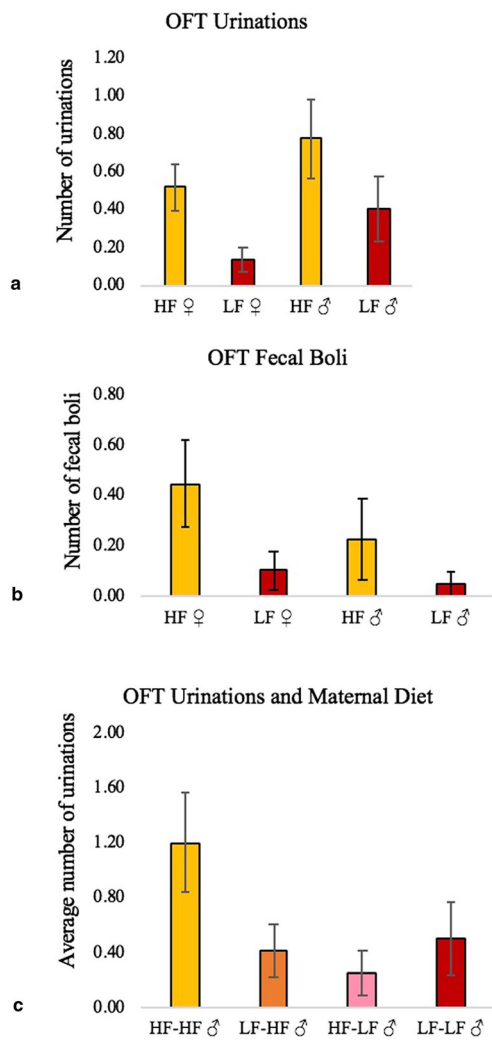 OFT Urinations
Number of urinations
1.20
1.00
0.80
0.60
0.40
0.20
0.00
HF ♀ LF ♀ HF ♂ LF ♂
a
OFT Fecal Boli
Number of fecal boli
0.80
0.60
0.40
0.20
0.00
HF ♀ LF ♀ HF ♂ LF ♂
b
OFT Urinations and Maternal Diet
Average number of urinations
2.00
1.60
1.20
0.80
0.40
0.00
HF-HF ♂ LF-HF ♂ HF-LF ♂ LF-LF ♂
c